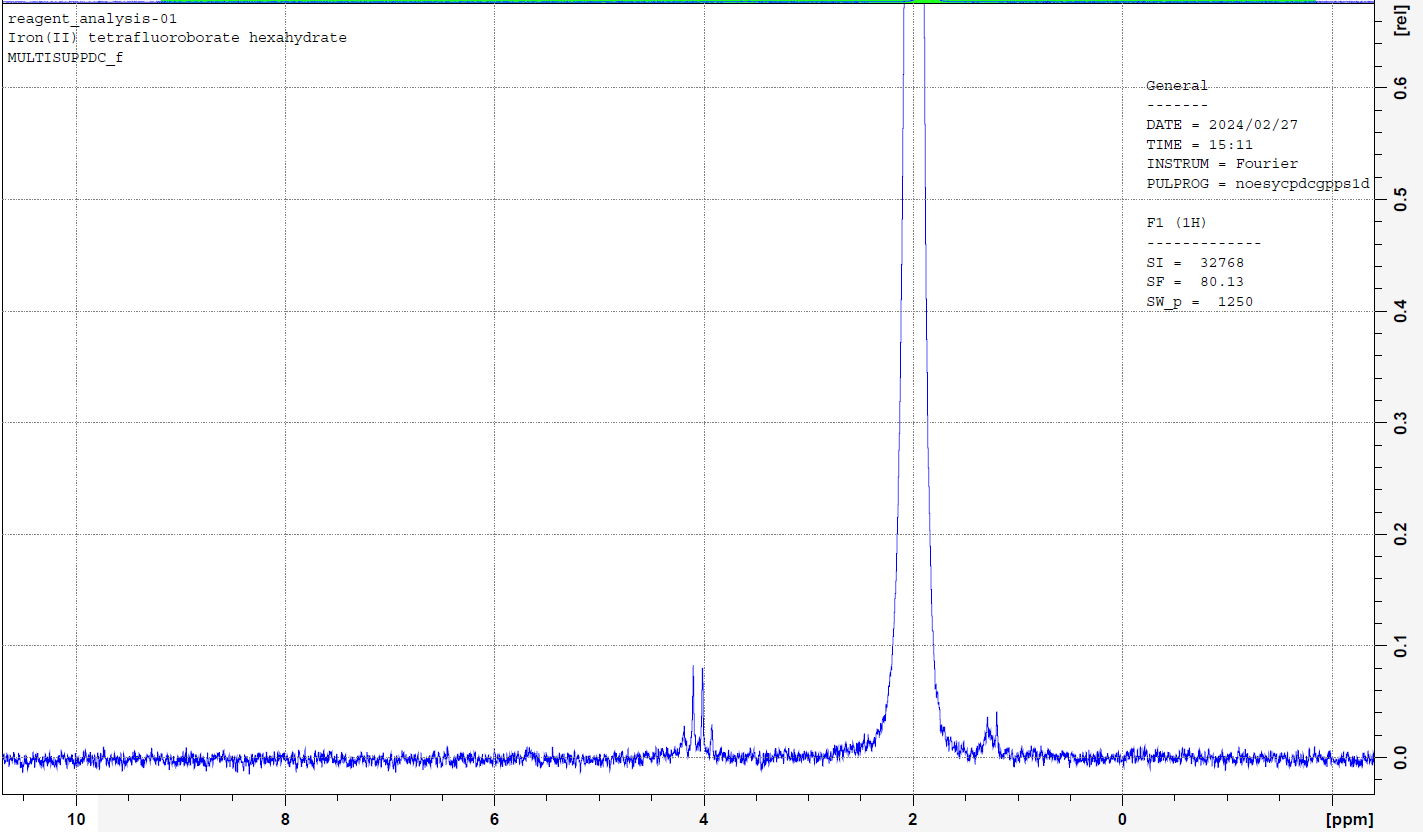 reagent_analysis-01
Iron(II) tetrafluoroborate hexahydrate
MULTISUPPDC_f
General
-------
DATE = 2024/02/27
TIME = 15:11
INSTRUM = Fourier
PULPROG = noesycpdcgpps1d
F1 (1H)
-------------
SI = 32768
SF = 80.13
SW_p = 1250
[rel]
0.6
0.5
0.4
0.3
0.2
0.1
0.0
10 8 6 4 2 0 [ppm]